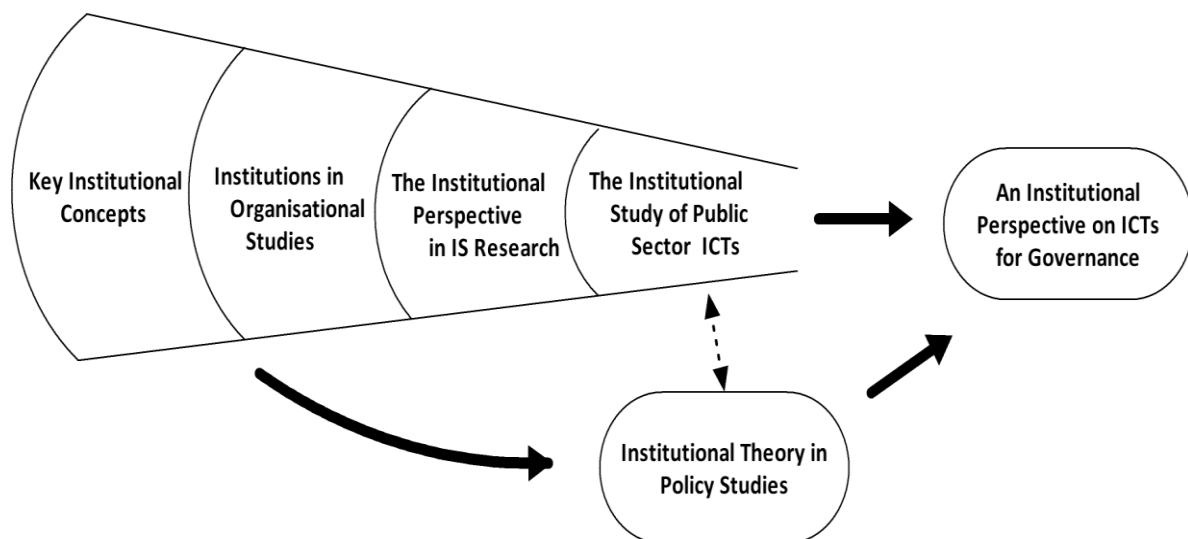 Key Institutional
Concepts
Institutions in
Organisational
Studies
The Institutional
Perspective
in IS Research
The Institutional
Study of Public
Sector ICTs
An Institutional
Perspective on ICTs
for Governance
Institutional Theory in
Policy Studies